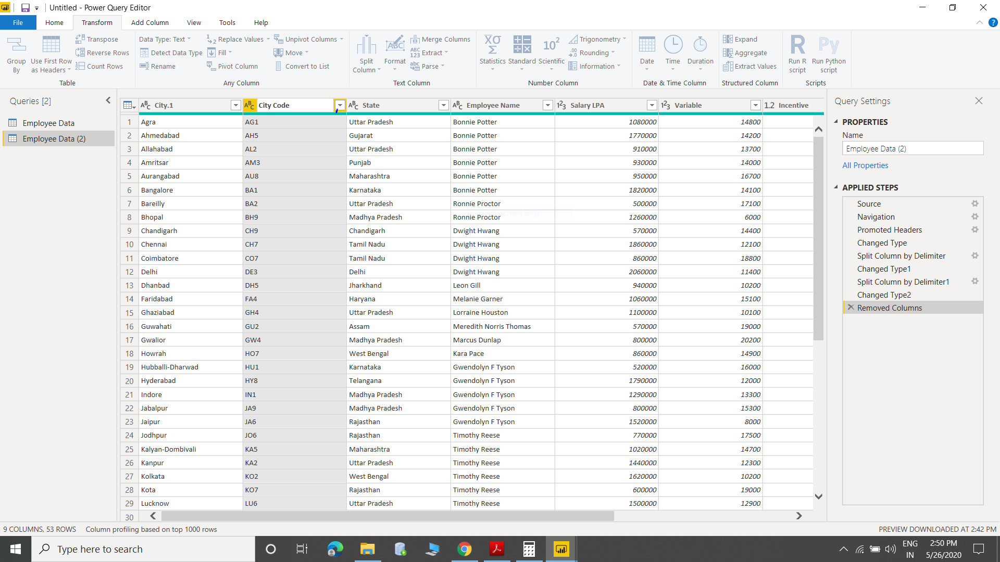 Untitled - Power Query Editor
File Home Transform Add Column View Tools Help
Group By
Use First Row as Headers
Transpose
Reverse Rows
Count Rows
Table
Data Type: Text
Detect Data Type
Rename
Replace Values
Fill
Pivot Column
Unpivot Columns
Move
Convert to List
Any Column
Split Column
Format
Merge Columns
Extract
Parse
Text Column
Statistics
Standard
Scientific
Trigonometry
Rounding
Information
Number Column
Date
Time
Duration
Date & Time Column
Expand
Aggregate
Extract Values
Structured Column
Run R script
Run Python script
Scripts
Queries [2]
Employee Data
Employee Data (2)
City.1 City Code State Employee Name Salary LPA Variable Incentive
1 Agra AG1 Uttar Pradesh Bonnie Potter 1080000 14800
2 Ahmedabad AH5 Gujarat Bonnie Potter 1770000 14200
3 Allahabad AL2 Uttar Pradesh Bonnie Potter 910000 13700
4 Amritsar AM3 Punjab Bonnie Potter 930000 14000
5 Aurangabad AU8 Maharashtra Bonnie Potter 950000 16700
6 Bangalore BA1 Karnataka Bonnie Potter 1820000 14100
7 Bareilly BA2 Uttar Pradesh Ronnie Proctor 500000 17100
8 Bhopal BH9 Madhya Pradesh Ronnie Proctor 1260000 6000
9 Chandigarh CH9 Chandigarh Dwight Hwang 570000 14400
10 Chennai CH7 Tamil Nadu Dwight Hwang 1860000 12100
11 Coimbatore CO7 Tamil Nadu Dwight Hwang 860000 18800
12 Delhi DE3 Delhi Dwight Hwang 2060000 11400
13 Dhanbad DH5 Jharkhand Leon Gill 940000 10200
14 Faridabad FA4 Haryana Melanie Garner 1060000 15100
15 Ghaziabad GH4 Uttar Pradesh Lorraine Houston 1100000 10100
16 Guwahati GU2 Assam Meredith Norris Thomas 570000 19000
17 Gwalior GW4 Madhya Pradesh Marcus Dunlap 800000 20200
18 Howrah HO7 West Bengal Kara Pace 860000 14900
19 Hubballi-Dharwad HU1 Karnataka Gwendolyn F Tyson 520000 16000
20 Hyderabad HY8 Telangana Gwendolyn F Tyson 1790000 12000
21 Indore IN1 Madhya Pradesh Gwendolyn F Tyson 1290000 13300
22 Jabalpur JA9 Madhya Pradesh Gwendolyn F Tyson 800000 15300
23 Jaipur JA6 Rajasthan Gwendolyn F Tyson 1520000 8000
24 Jodhpur JO6 Rajasthan Timothy Reese 770000 17500
25 Kalyan-Dombivali KA5 Maharashtra Timothy Reese 1020000 14700
26 Kanpur KA2 Uttar Pradesh Timothy Reese 1440000 12300
27 Kolkata KO2 West Bengal Timothy Reese 1620000 10200
28 Kota KO7 Rajasthan Timothy Reese 600000 19000
29 Lucknow LU6 Uttar Pradesh Timothy Reese 1500000 12900
30
Query Settings
PROPERTIES
Name
Employee Data (2)
All Properties
APPLIED STEPS
Source
Navigation
Promoted Headers
Changed Type
Split Column by Delimiter
Changed Type1
Split Column by Delimiter1
Changed Type2
Removed Columns
9 COLUMNS, 53 ROWS Column profiling based on top 1000 rows PREVIEW DOWNLOADED AT 2:42 PM
Type here to search
ENG
IN
2:50 PM
5/26/2020